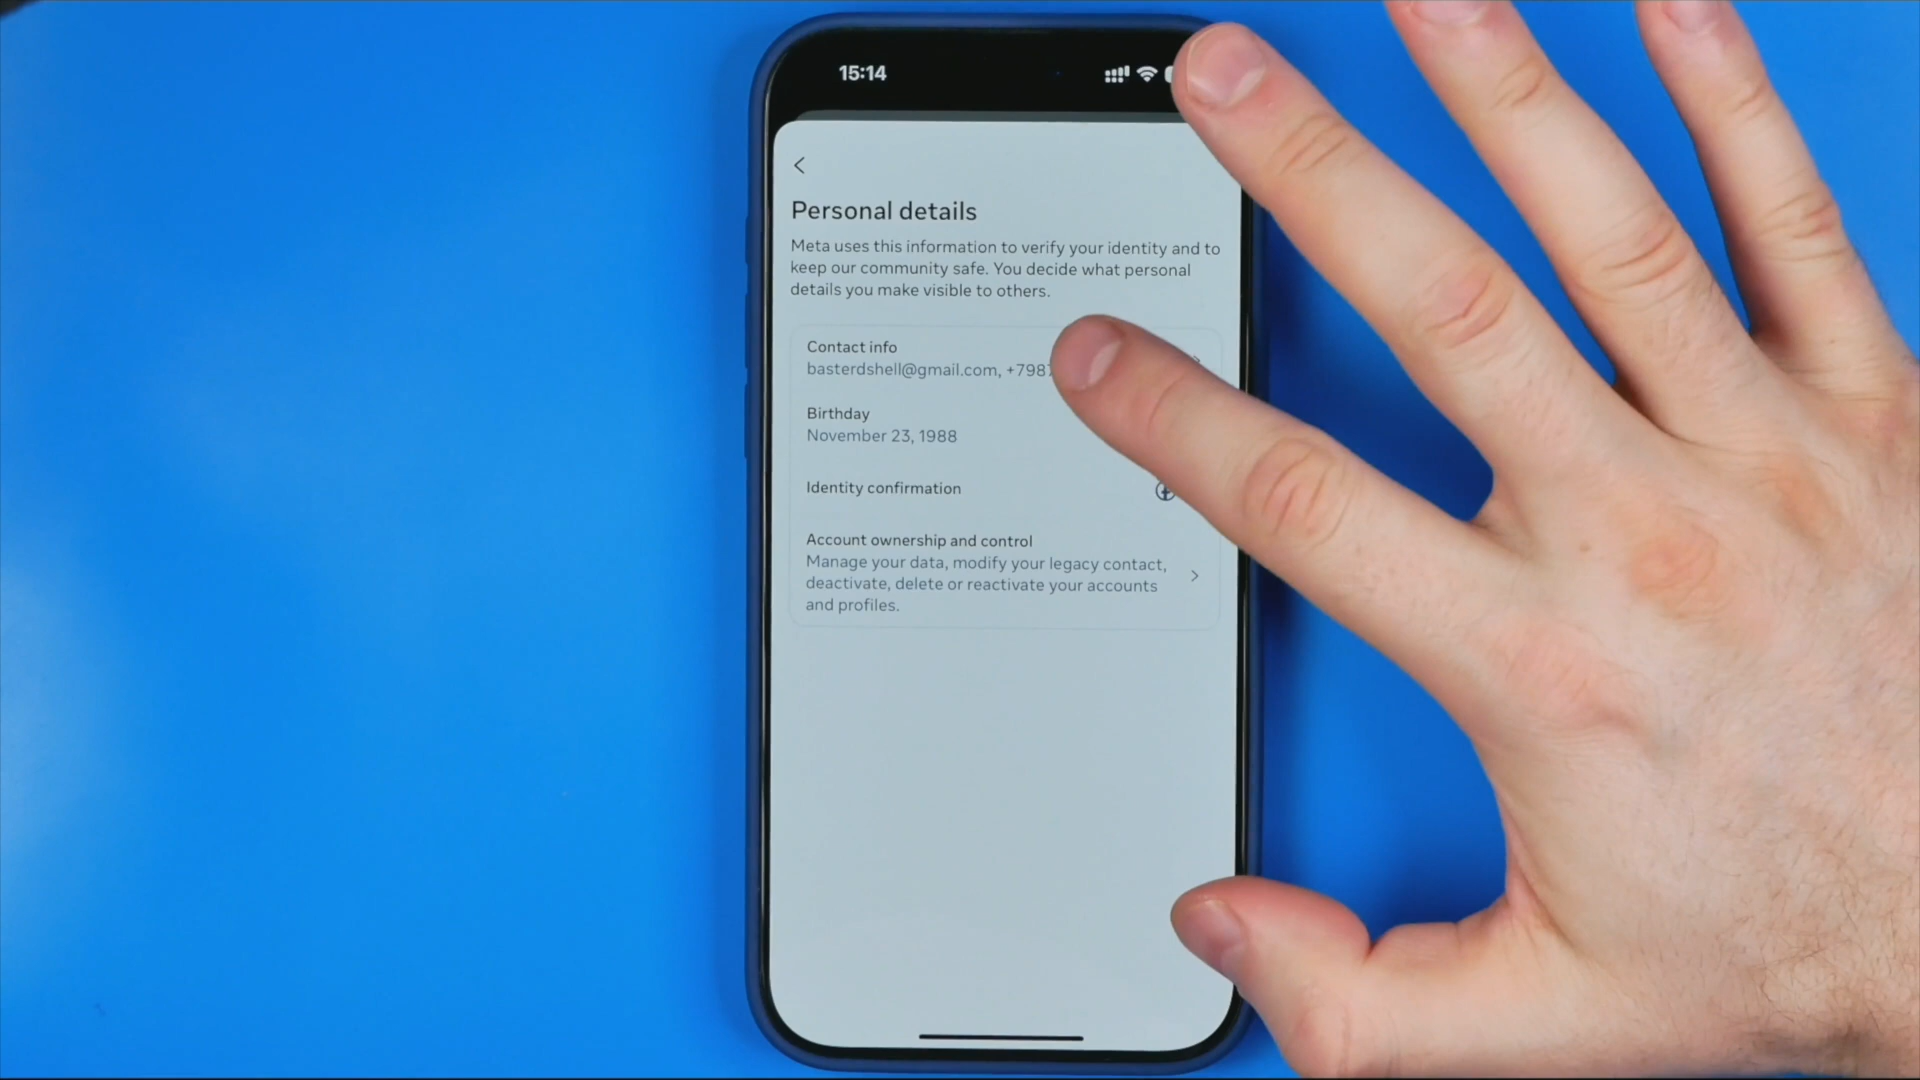 15:14
Personal details
Meta uses this information to verify your identity and to
keep our community safe. You decide what personal
details you make visible to others.
Contact info
basterdshell@gmail.com, +798
Birthday
November 23, 1988
Identity confirmation
Account ownership and control
Manage your data, modify your legacy contact,
deactivate, delete or reactivate your accounts
and profiles.